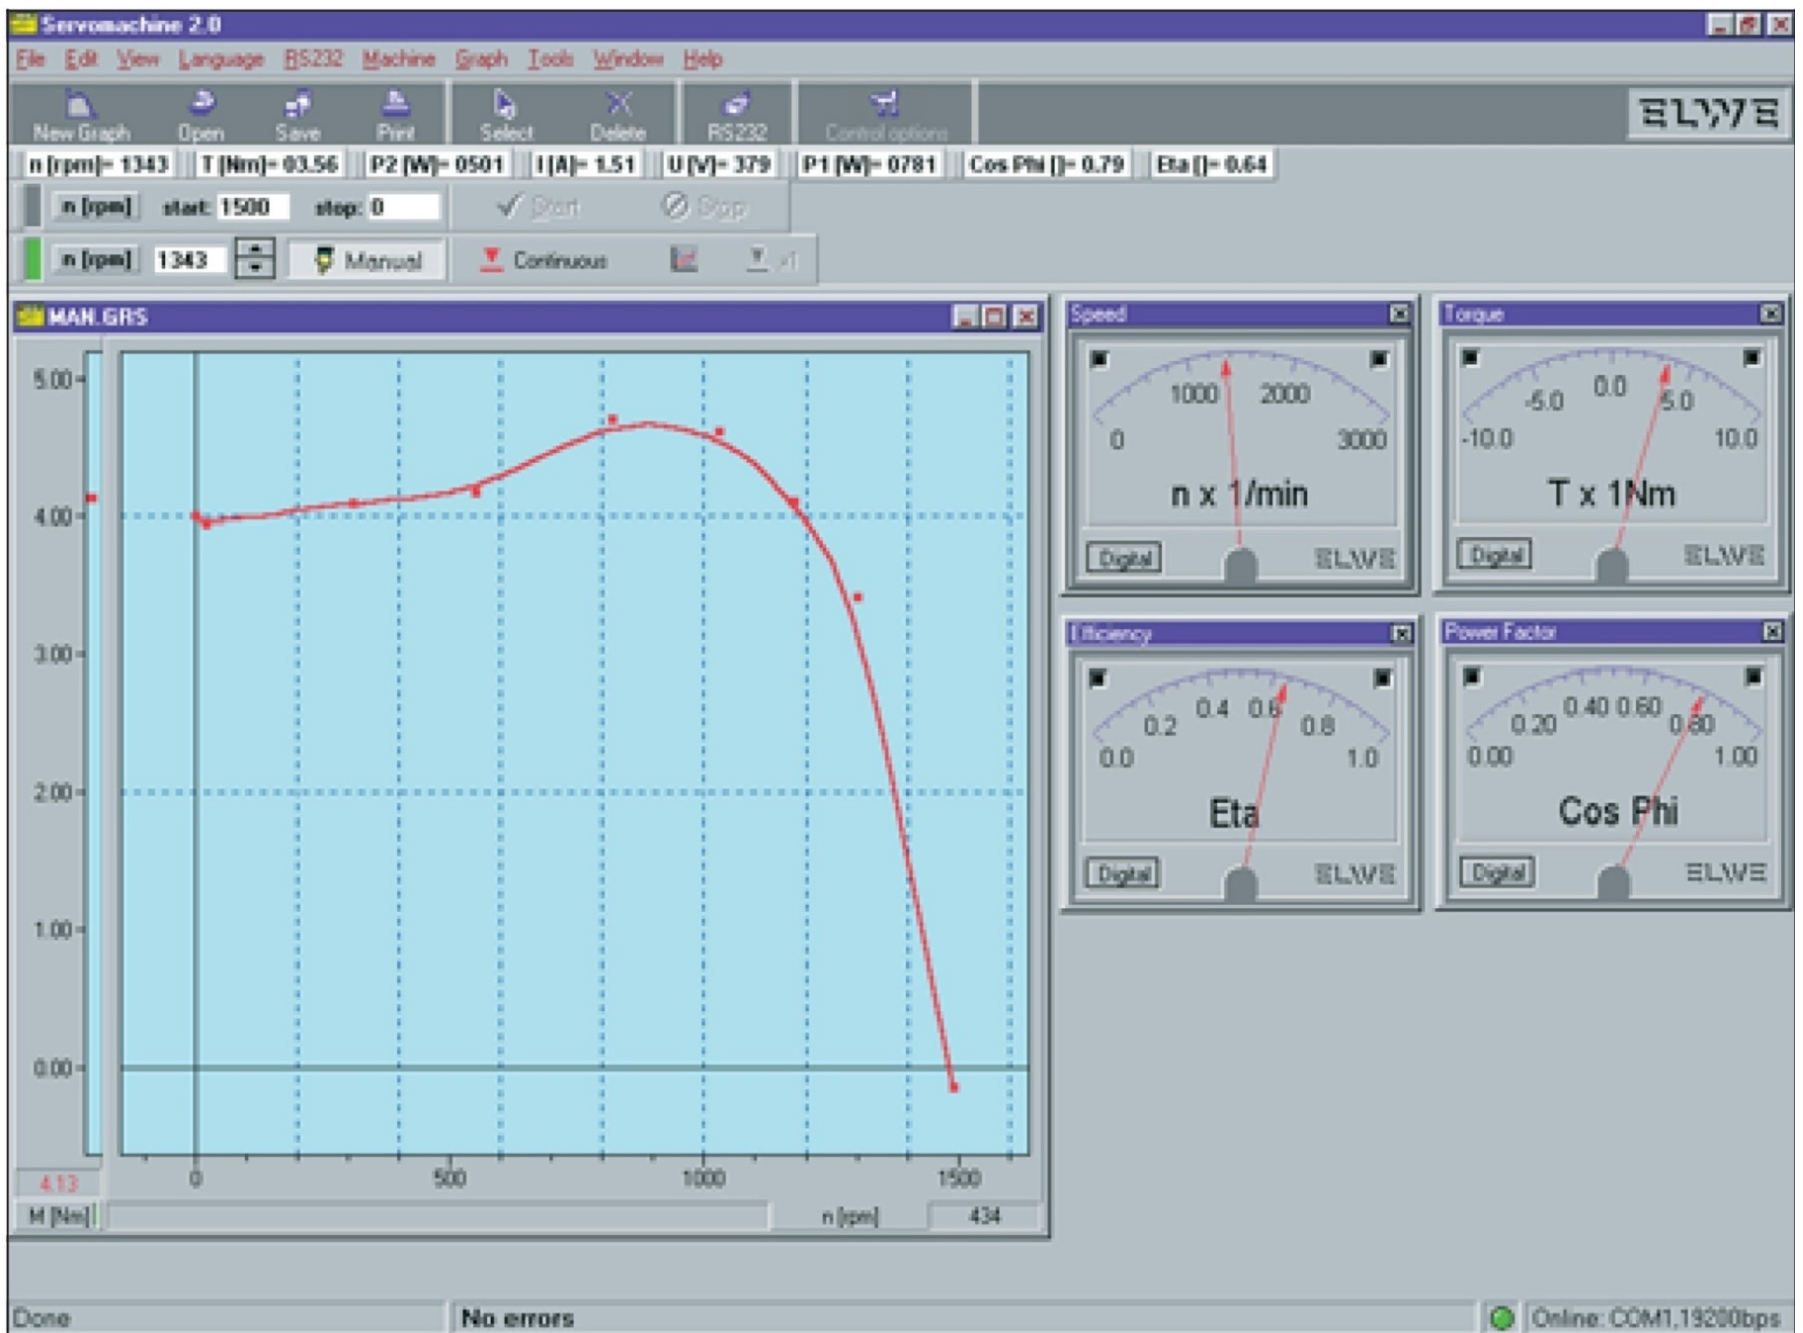 Servomachine 2.0
File Edit View Language RS232 Machine Graph Tools Window Help
New Graph Open Save Print Select Delete RS232 Control options ELWE
n [rpm]= 1343 T [Nm]= 03.56 P2 [W]= 0501 I [A]= 1.51 U [V]= 379 P1 [W]= 0781 Cos Phi []= 0.79 Eta []= 0.64
n [rpm] start: 1500 stop: 0 Start Stop
n [rpm] 1343 Manual Continuous x1
MAN.GRS
5.00
4.00
3.00
2.00
1.00
0.00
0 500 1000 1500
4.13
M [Nm] n [rpm] 434
Speed
1000 2000
0 3000
n x 1/min
Digital ELWE
Torque
-5.0 0.0 5.0
-10.0 10.0
T x 1Nm
Digital ELWE
Efficiency
0.2 0.4 0.6 0.8
0.0 1.0
Eta
Digital ELWE
Power Factor
0.20 0.40 0.60 0.80
0.00 1.00
Cos Phi
Digital ELWE
Done No errors Online: COM1,19200bps